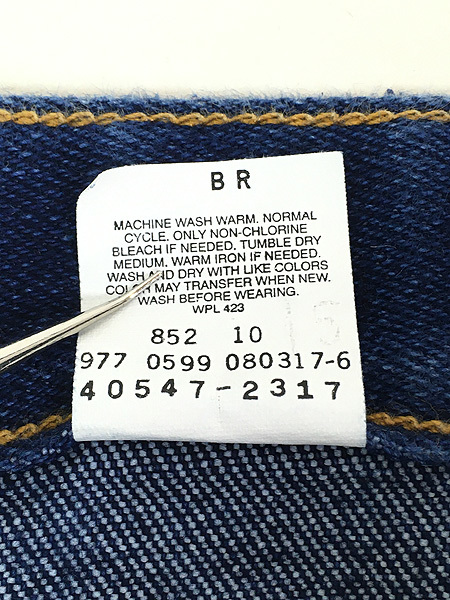 BR
MACHINE WASH WARM. NORMAL
CYCLE. ONLY NON-CHLORINE
BLEACH IF NEEDED. TUMBLE DRY
MEDIUM. WARM IRON IF NEEDED.
WASH AND DRY WITH LIKE COLORS
COLOR MAY TRANSFER WHEN NEW.
WASH BEFORE WEARING.
WPL 423
852 10
977 0599 080317-6
40547-2317